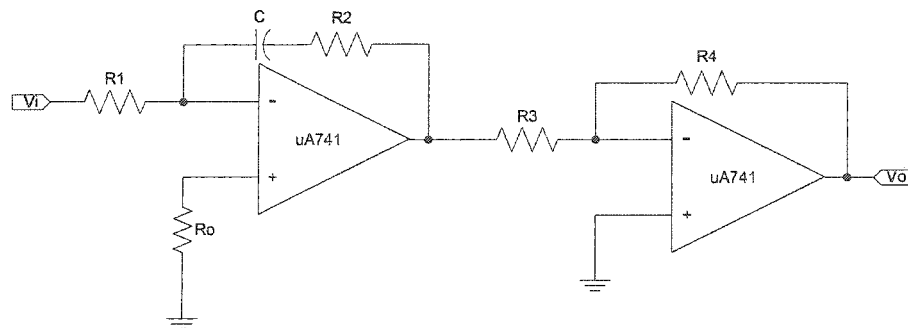 C
R2
R1
R4
Vi
-
R3
uA741
-
uA741
+
Vo
Ro
+